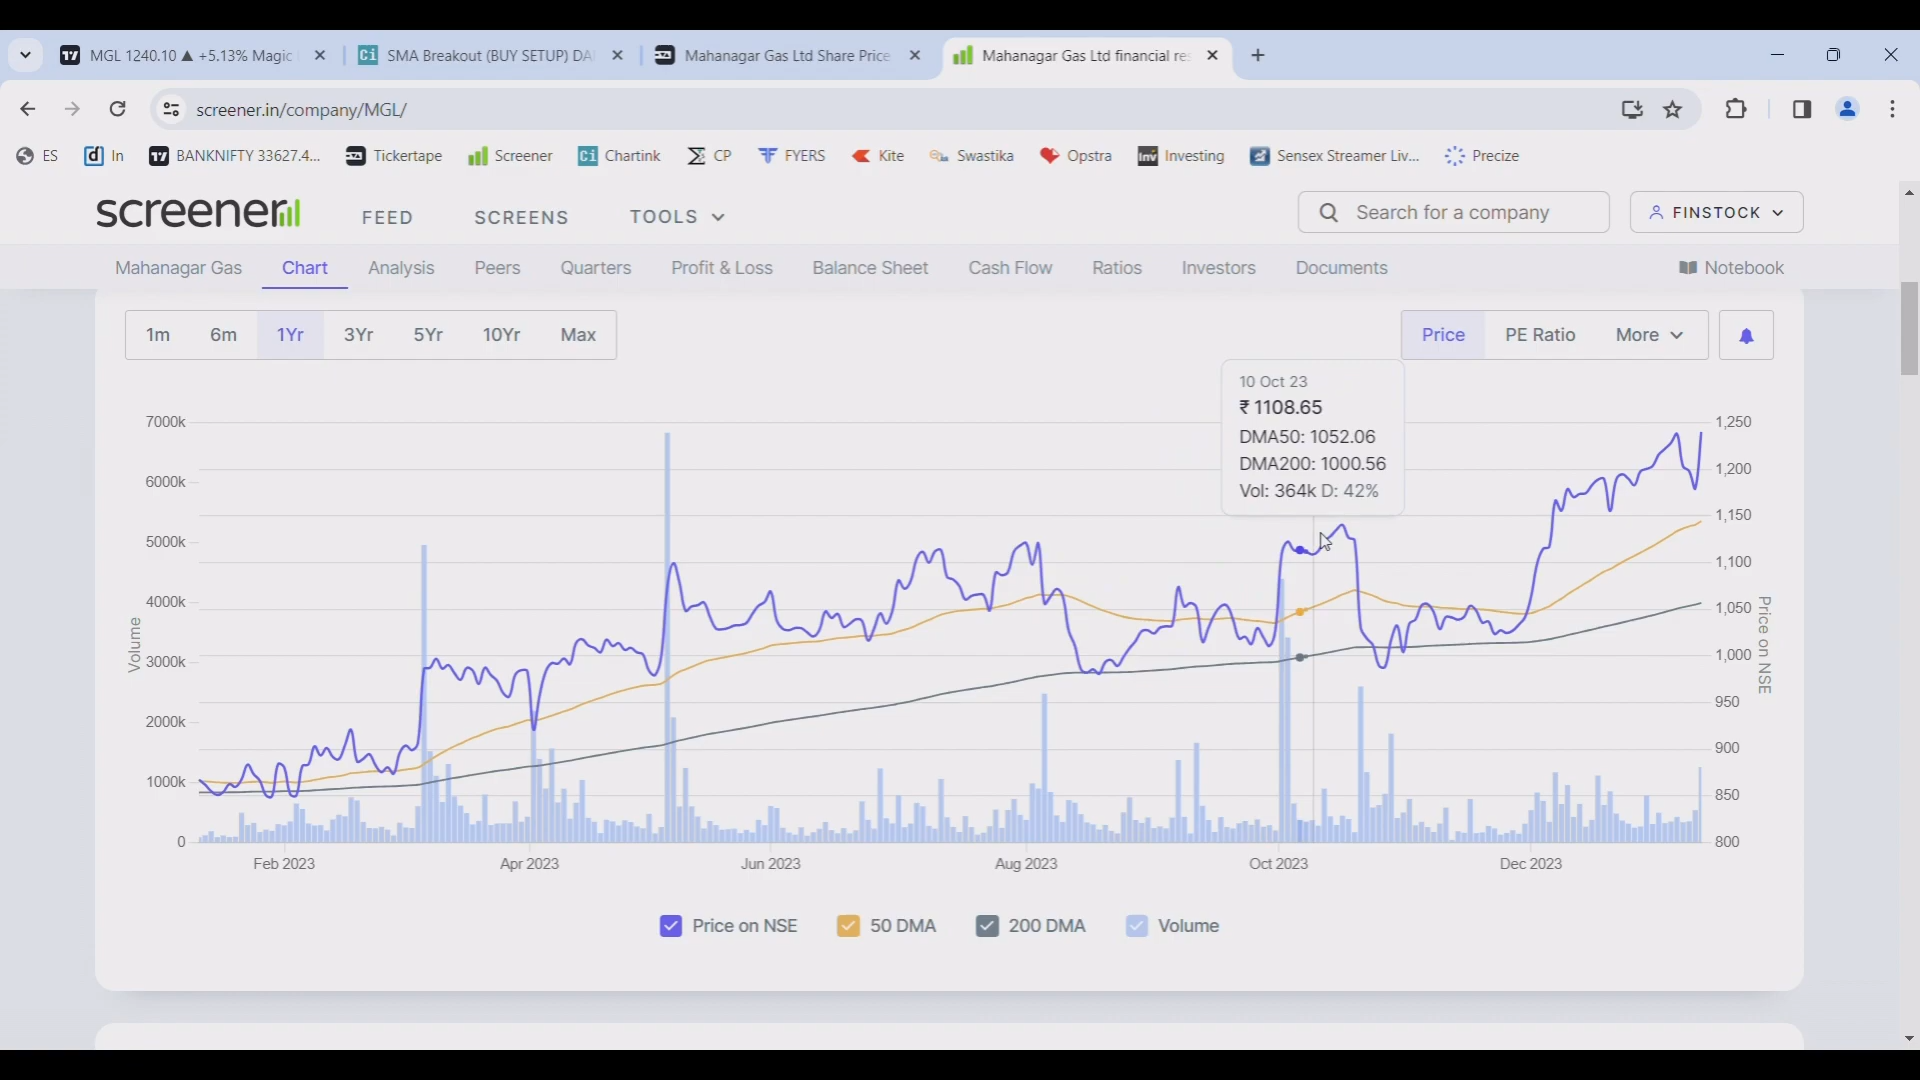 MGL 1240.10 ▲ +5.13% Magic
SMA Breakout (BUY SETUP) DAI
Mahanagar Gas Ltd Share Price
Mahanagar Gas Ltd financial res
screener.in/company/MGL/
ES
In
BANKNIFTY 33627.4...
Tickertape
Screener
Chartink
CP
FYERS
Kite
Swastika
Opstra
Investing
Sensex Streamer Liv...
Precize
screener
FEED
SCREENS
TOOLS
Search for a company
FINSTOCK
Mahanagar Gas
Chart
Analysis
Peers
Quarters
Profit & Loss
Balance Sheet
Cash Flow
Ratios
Investors
Documents
Notebook
1m
6m
1Yr
3Yr
5Yr
10Yr
Max
Price
PE Ratio
More
10 Oct 23
₹ 1108.65
DMA50: 1052.06
DMA200: 1000.56
Vol: 364k D: 42%
7000k
6000k
5000k
4000k
3000k
2000k
1000k
0
Volume
1,250
1,200
1,150
1,100
1,050
1,000
950
900
850
800
Price on NSE
Feb 2023
Apr 2023
Jun 2023
Aug 2023
Oct 2023
Dec 2023
Price on NSE
50 DMA
200 DMA
Volume